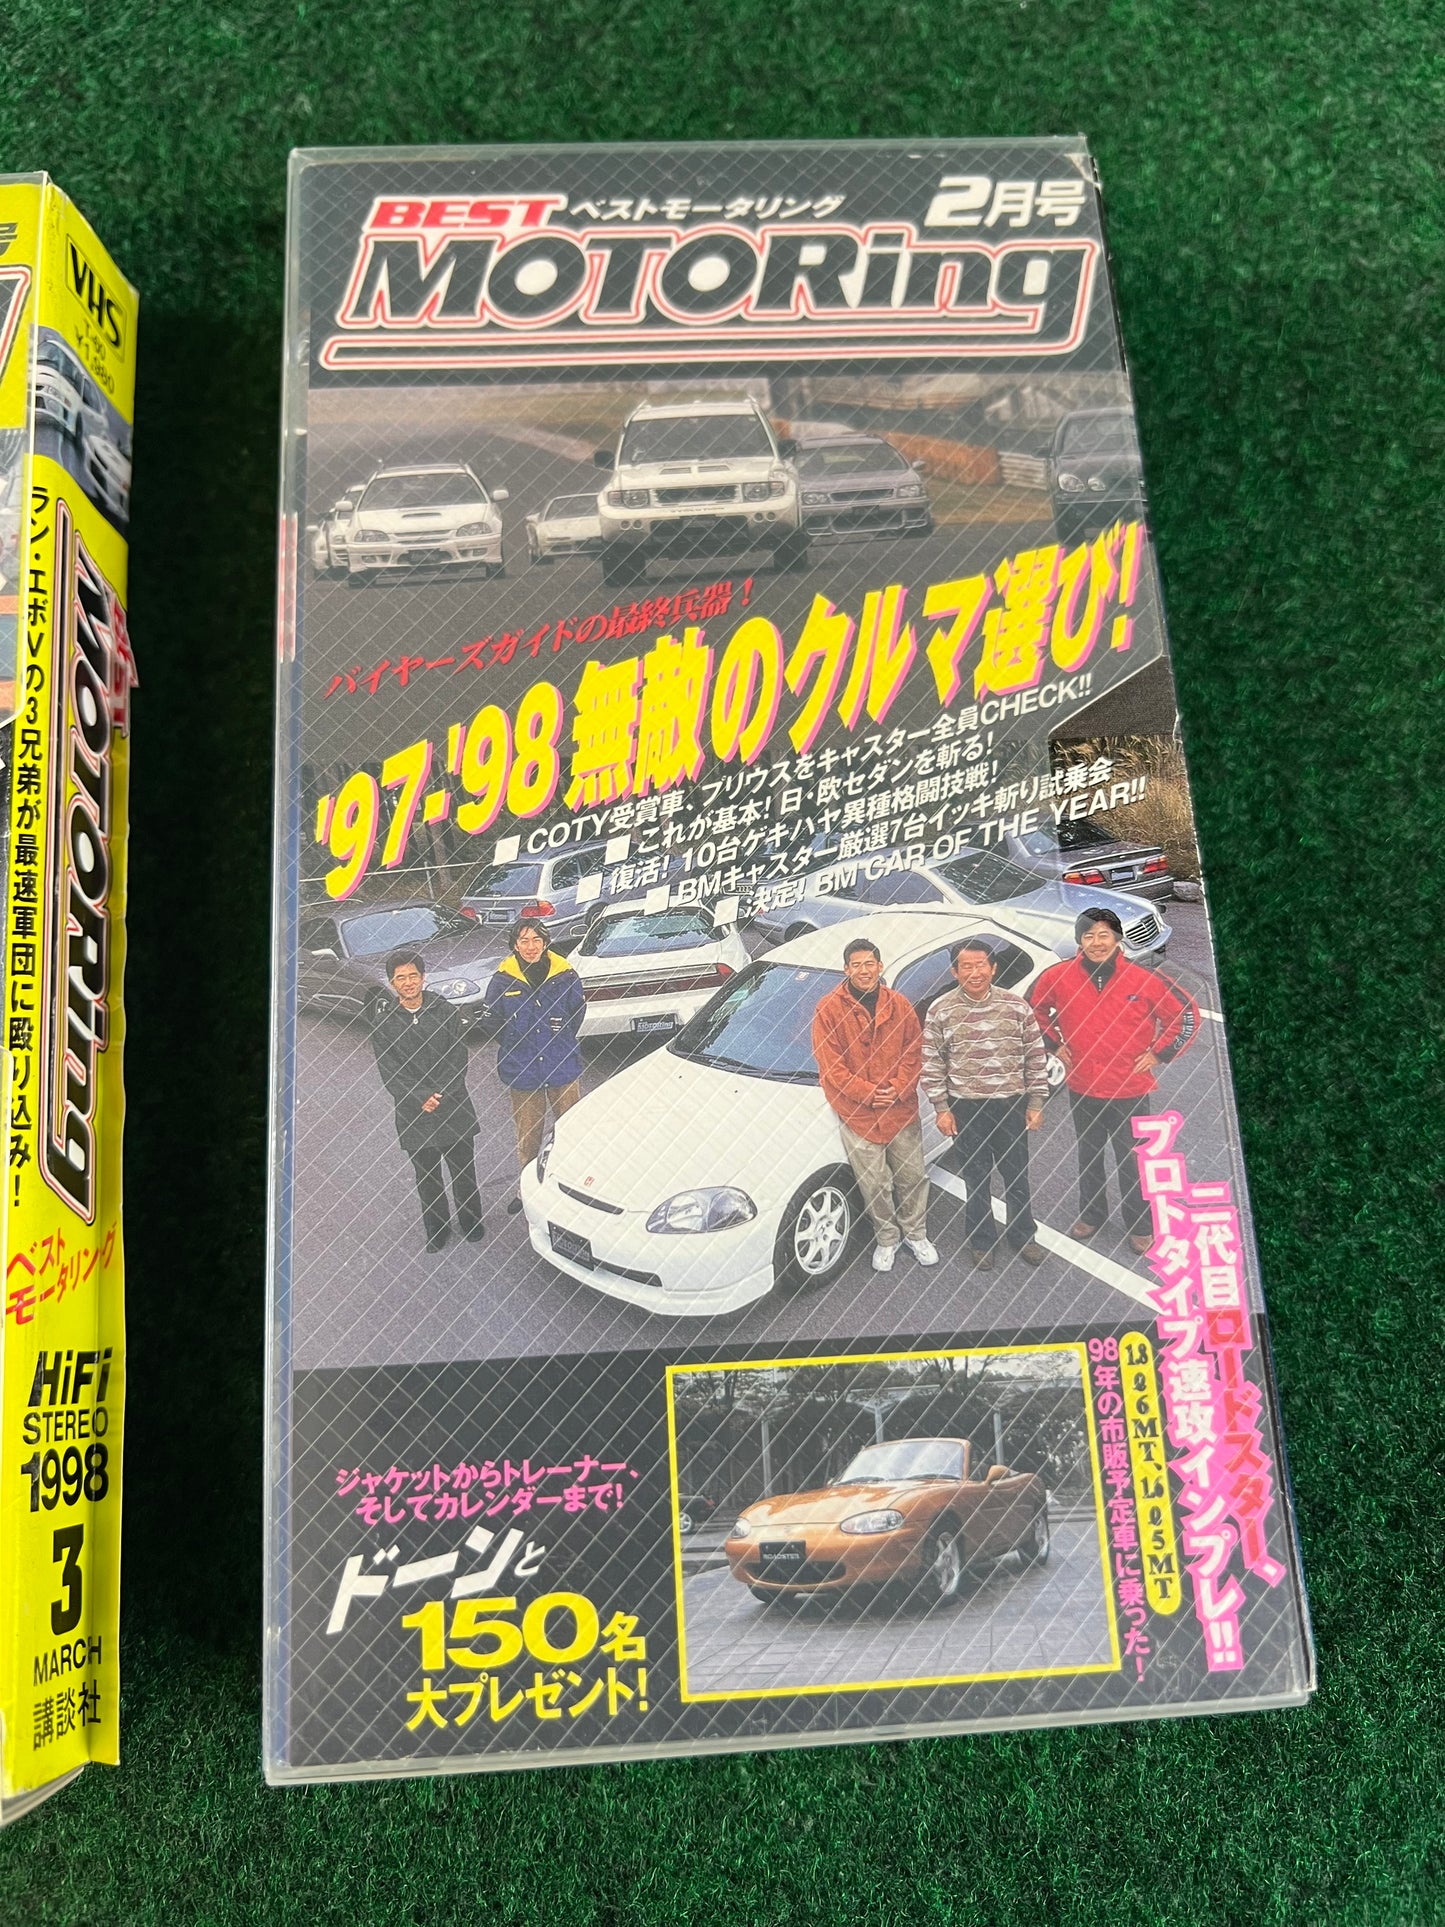 号
VHS
T-60
¥1,980
ラン・エボVの3兄弟が最速軍団に殴り込み!
BEST
MOTORing
ベスト
モータリング
HiFi
STEREO
1998
3
MARCH
講談社
BEST ベストモータリング 2月号
MOTORing
バイヤーズガイドの最終兵器!
'97-'98 無敵のクルマ選び!
■ COTY受賞車、プリウスをキャスター全員CHECK!!
■ これが基本! 日・欧セダンを斬る!
■ 復活! 10台ゲキハヤ異種格闘技戦!
■ BMキャスター厳選7台イッキ斬り試乗会
■ 決定! BM CAR OF THE YEAR!!
二代目ロードスター、
プロトタイプ速攻インプレ!!
1.8ℓ6MT、1.6ℓ5MT
98年の市販予定車に乗った!
ROADSTER
ジャケットからトレーナー、
そしてカレンダーまで!
ドーンと
150名
大プレゼント!